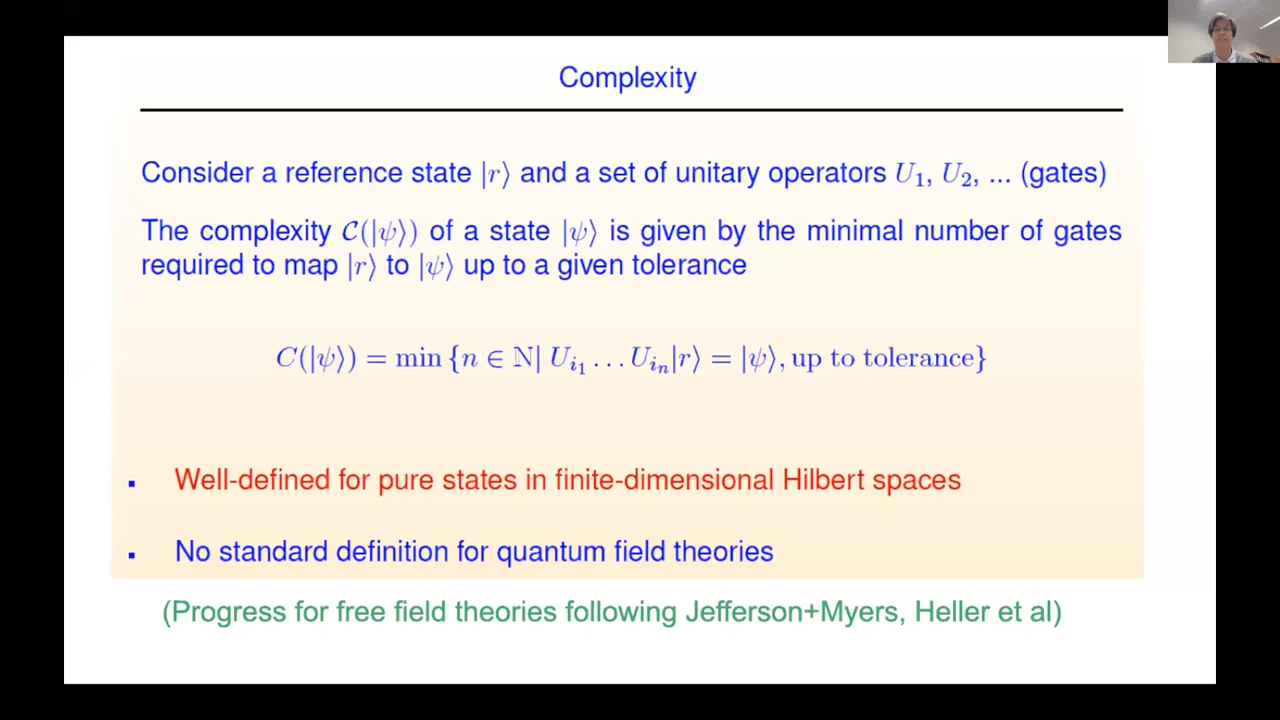 Complexity
Consider a reference state |r⟩ and a set of unitary operators U₁, U₂, ... (gates)
The complexity 𝒞(|ψ⟩) of a state |ψ⟩ is given by the minimal number of gates
required to map |r⟩ to |ψ⟩ up to a given tolerance
C(|ψ⟩) = min {n ∈ ℕ| U_{i₁} … U_{iₙ}|r⟩ = |ψ⟩, up to tolerance}
▪ Well-defined for pure states in finite-dimensional Hilbert spaces
▪ No standard definition for quantum field theories
(Progress for free field theories following Jefferson+Myers, Heller et al)